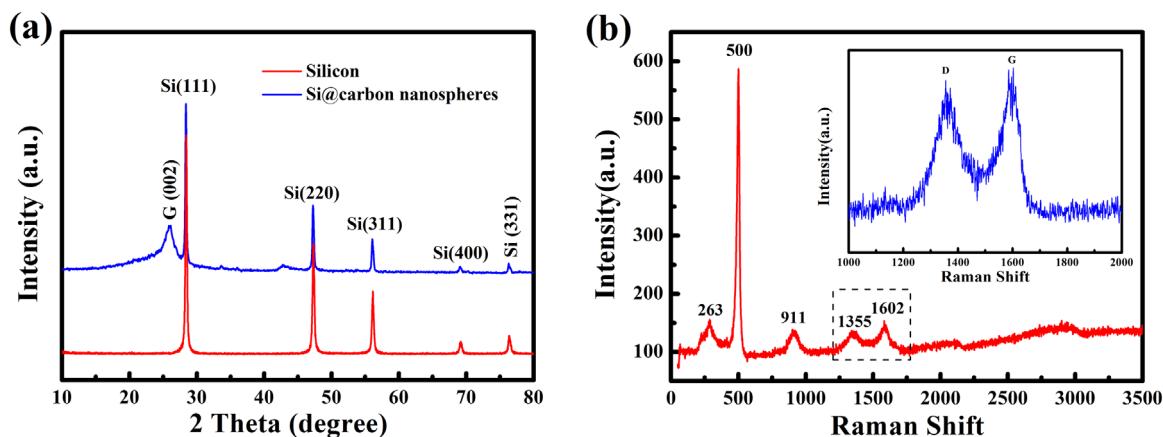 (a)
Silicon
Si@carbon nanospheres
Si(111)
G (002)
Si(220)
Si(311)
Si(400)
Si (331)
Intensity (a.u.)
10 20 30 40 50 60 70 80
2 Theta (degree)
(b)
500
263
911
1355
1602
600
500
400
300
200
100
Intensity(a.u.)
0 500 1000 1500 2000 2500 3000 3500
Raman Shift
D
G
Intensity(a.u.)
1000 1200 1400 1600 1800 2000
Raman Shift